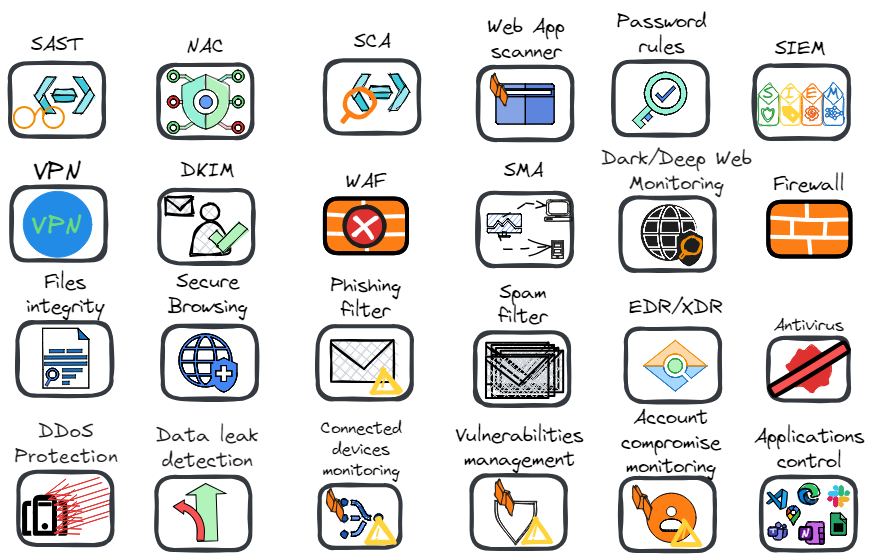 SAST
NAC
SCA
Web App
scanner
Password
rules
SIEM
S I E M
VPN
VPN
DKIM
WAF
SMA
Dark/Deep Web
Monitoring
Firewall
Files
integrity
Secure
Browsing
Phishing
filter
Spam
filter
EDR/XDR
Antivirus
DDoS
Protection
Data leak
detection
Connected
devices
monitoring
Vulnerabilities
management
Account
compromise
monitoring
Applications
control
N